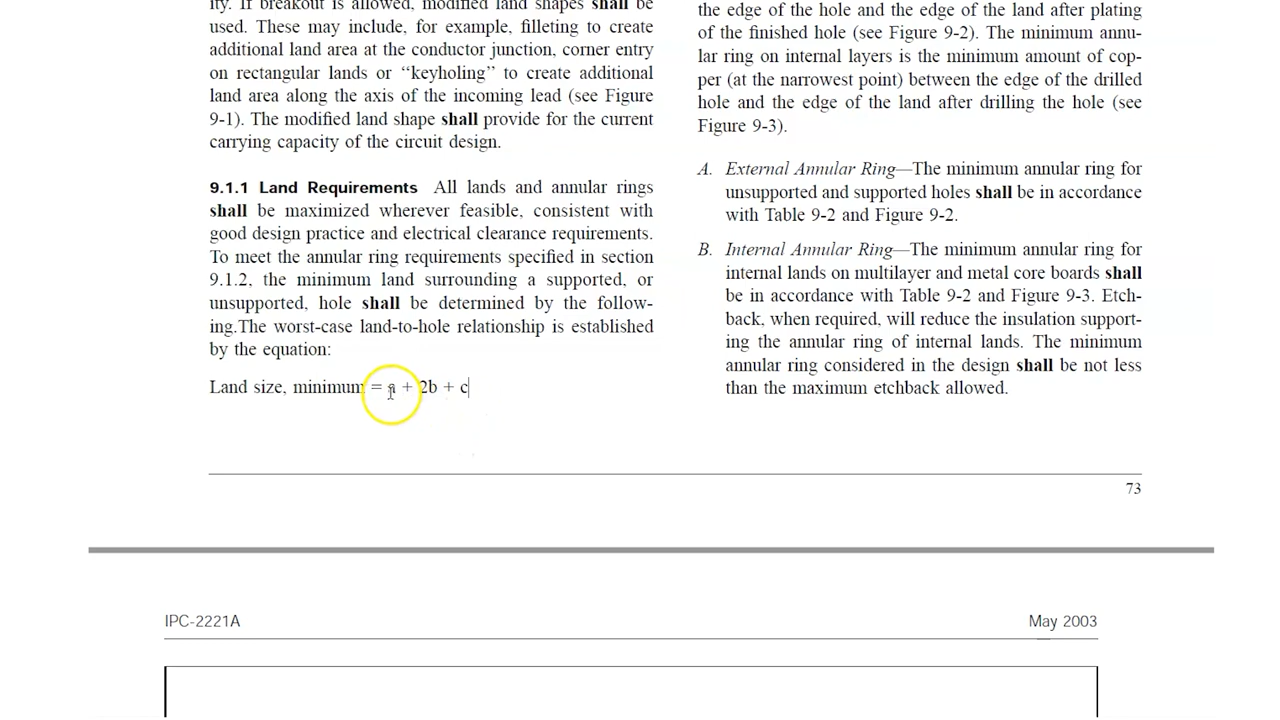 ity. If breakout is allowed, modified land shapes shall be
used. These may include, for example, filleting to create
additional land area at the conductor junction, corner entry
on rectangular lands or ‘‘keyholing’’ to create additional
land area along the axis of the incoming lead (see Figure
9-1). The modified land shape shall provide for the current
carrying capacity of the circuit design.
9.1.1 Land Requirements All lands and annular rings
shall be maximized wherever feasible, consistent with
good design practice and electrical clearance requirements.
To meet the annular ring requirements specified in section
9.1.2, the minimum land surrounding a supported, or
unsupported, hole shall be determined by the follow-
ing.The worst-case land-to-hole relationship is established
by the equation:
Land size, minimum = a + 2b + c
the edge of the hole and the edge of the land after plating
of the finished hole (see Figure 9-2). The minimum annu-
lar ring on internal layers is the minimum amount of cop-
per (at the narrowest point) between the edge of the drilled
hole and the edge of the land after drilling the hole (see
Figure 9-3).
A. External Annular Ring—The minimum annular ring for
unsupported and supported holes shall be in accordance
with Table 9-2 and Figure 9-2.
B. Internal Annular Ring—The minimum annular ring for
internal lands on multilayer and metal core boards shall
be in accordance with Table 9-2 and Figure 9-3. Etch-
back, when required, will reduce the insulation support-
ing the annular ring of internal lands. The minimum
annular ring considered in the design shall be not less
than the maximum etchback allowed.
73
IPC-2221A
May 2003